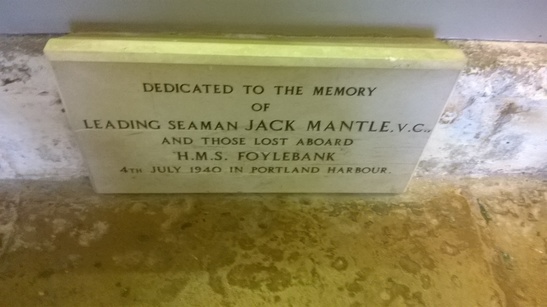 DEDICATED TO THE MEMORY
OF
LEADING SEAMAN JACK MANTLE, V.C.,
AND THOSE LOST ABOARD
H.M.S. FOYLEBANK
4TH JULY 1940 IN PORTLAND HARBOUR.